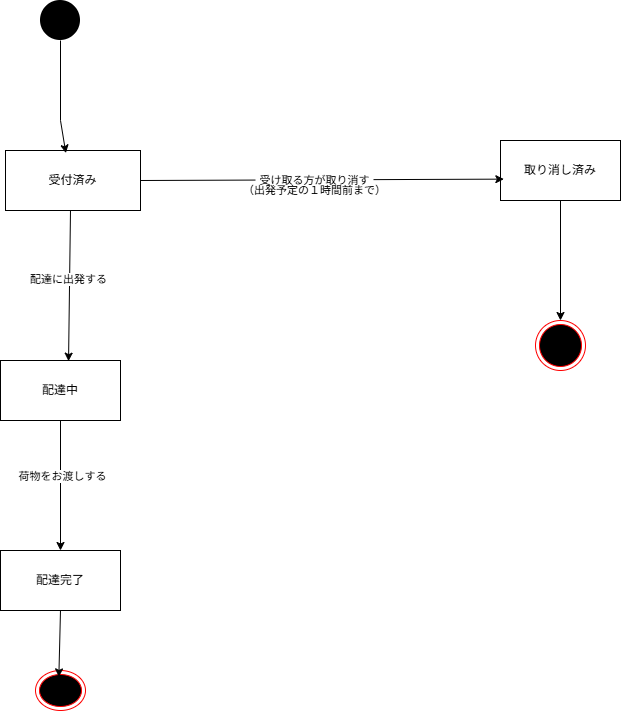 受付済み
取り消し済み
受け取る方が取り消す
（出発予定の１時間前まで）
配達に出発する
配達中
荷物をお渡しする
配達完了